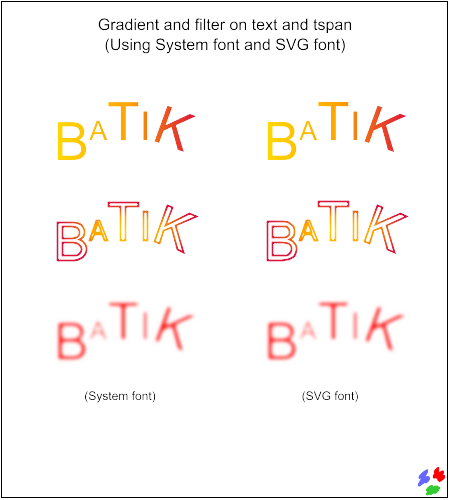 Gradient and filter on text and tspan
(Using System font and SVG font)
BATIK BATIK
BATIK BATIK
BATIK BATIK
(System font) (SVG font)